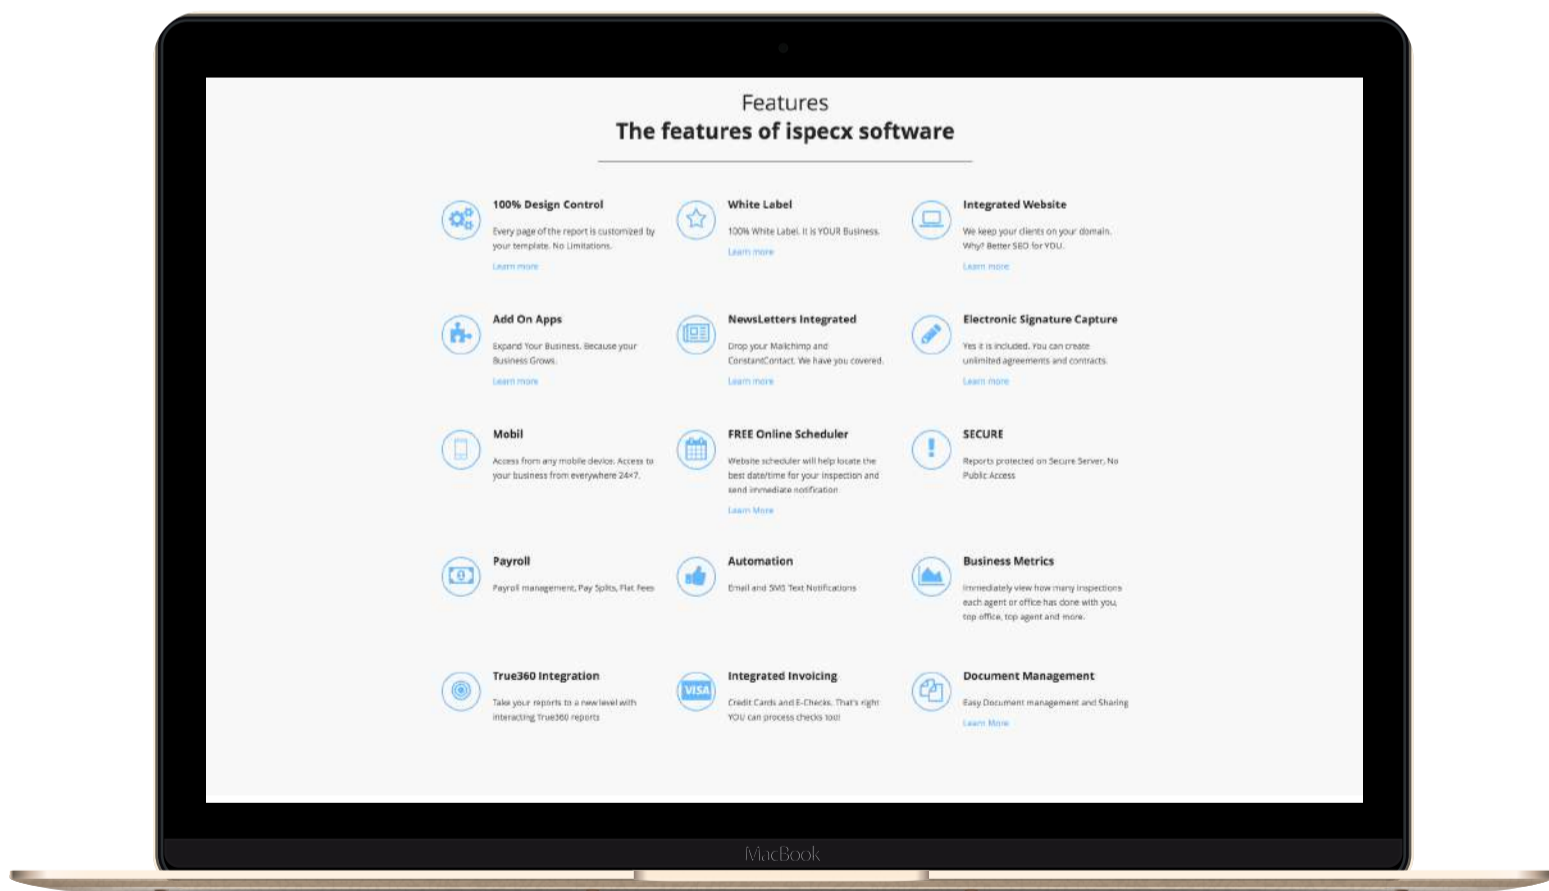 Features
The features of ispecx software
100% Design Control
Every page of the report is customized by
your template. No Limitations.
Learn more
White Label
100% White Label. It is YOUR Business.
Learn more
Integrated Website
We keep your clients on your domain.
Why? Better SEO for YOU.
Learn more
Add On Apps
Expand Your Business. Because your
Business Grows.
Learn more
NewsLetters Integrated
Drop your Mailchimp and
ConstantContact. We have you covered.
Learn more
Electronic Signature Capture
Yes it is included. You can create
unlimited agreements and contracts.
Learn more
Mobil
Access from any mobile device. Access to
your business from everywhere 24×7.
FREE Online Scheduler
Website scheduler will help locate the
best date/time for your inspection and
send immediate notification
Learn More
SECURE
Reports protected on Secure Server, No
Public Access
Payroll
Payroll management, Pay Splits, Flat Fees
Automation
Email and SMS Text Notifications
Business Metrics
Immediately view how many inspections
each agent or office has done with you,
top office, top agent and more.
True360 Integration
Take your reports to a new level with
interacting True360 reports
VISA
Integrated Invoicing
Credit Cards and E-Checks. That's right
YOU can process checks too!
Document Management
Easy Document management and Sharing
Learn More
MacBook